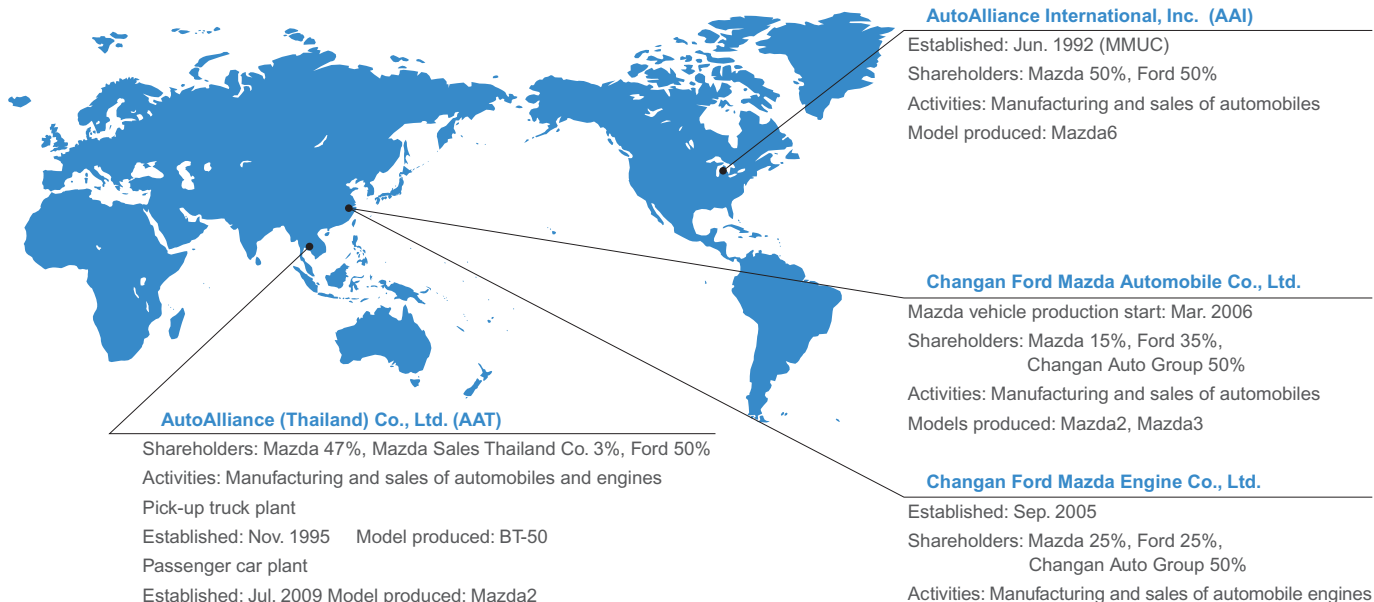 AutoAlliance International, Inc. (AAI)
Established: Jun. 1992 (MMUC)
Shareholders: Mazda 50%, Ford 50%
Activities: Manufacturing and sales of automobiles
Model produced: Mazda6
Changan Ford Mazda Automobile Co., Ltd.
Mazda vehicle production start: Mar. 2006
Shareholders: Mazda 15%, Ford 35%,
Changan Auto Group 50%
Activities: Manufacturing and sales of automobiles
Models produced: Mazda2, Mazda3
AutoAlliance (Thailand) Co., Ltd. (AAT)
Shareholders: Mazda 47%, Mazda Sales Thailand Co. 3%, Ford 50%
Activities: Manufacturing and sales of automobiles and engines
Pick-up truck plant
Established: Nov. 1995 Model produced: BT-50
Passenger car plant
Established: Jul. 2009 Model produced: Mazda2
Changan Ford Mazda Engine Co., Ltd.
Established: Sep. 2005
Shareholders: Mazda 25%, Ford 25%,
Changan Auto Group 50%
Activities: Manufacturing and sales of automobile engines